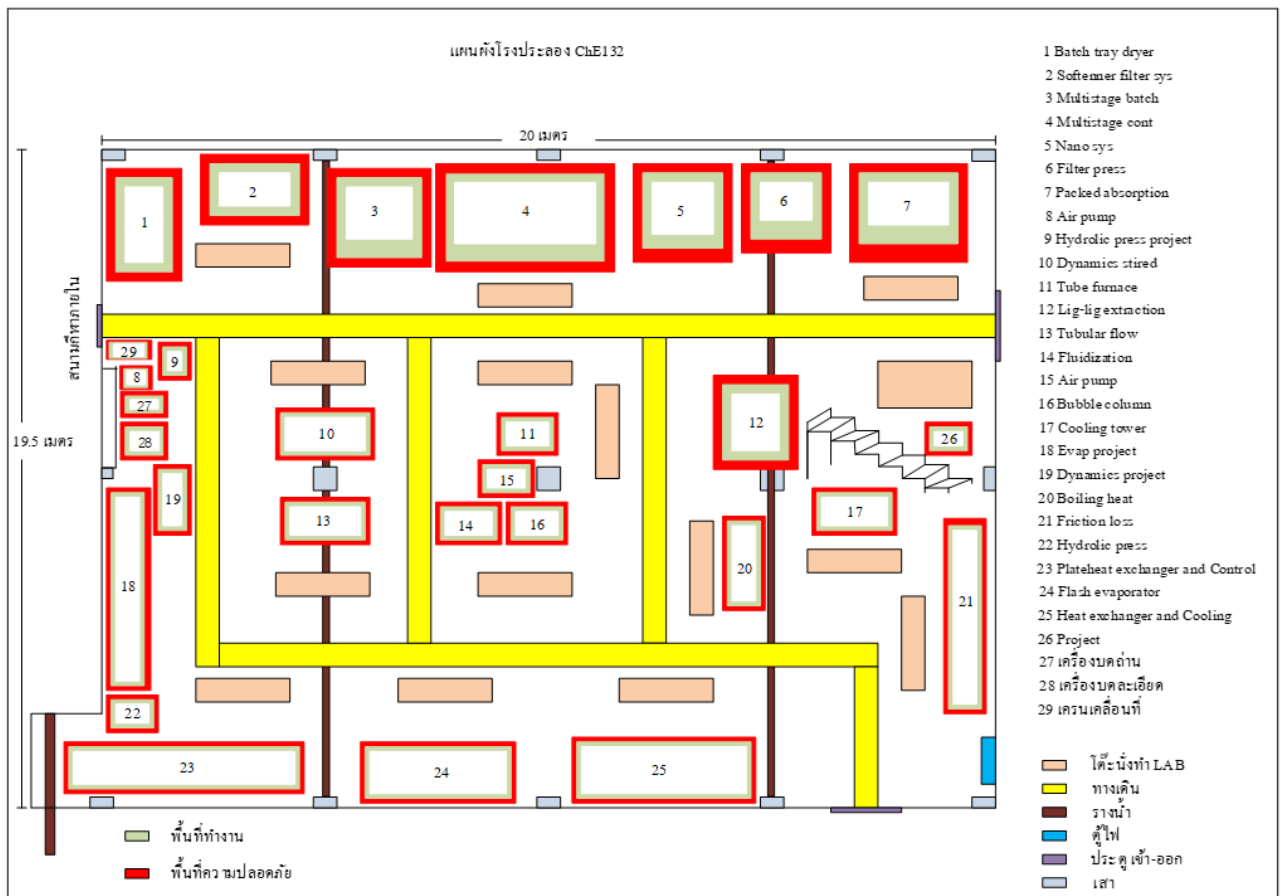 แผนผังโรงประลอง ChE132
20 เมตร
19.5 เมตร
สนามกีฬาภายใน
1
2
3
4
5
6
7
29
9
8
27
28
19
18
22
10
13
11
15
14
16
12
26
17
20
21
23
24
25
1 Batch tray dryer
2 Softenner filter sys
3 Multistage batch
4 Multistage cont
5 Nano sys
6 Filter press
7 Packed absorption
8 Air pump
9 Hydrolic press project
10 Dynamics stired
11 Tube furnace
12 Lig-lig extraction
13 Tubular flow
14 Fluidization
15 Air pump
16 Bubble column
17 Cooling tower
18 Evap project
19 Dynamics project
20 Boiling heat
21 Friction loss
22 Hydrolic press
23 Plateheat exchanger and Control
24 Flash evaporator
25 Heat exchanger and Cooling
26 Project
27 เครื่องบดถ่าน
28 เครื่องบดละเอียด
29 เครนเคลื่อนที่
โต๊ะนั่งทำ LAB
ทางเดิน
รางน้ำ
ตู้ไฟ
ประตู เข้า-ออก
เสา
พื้นที่ทำงาน
พื้นที่ความปลอดภัย